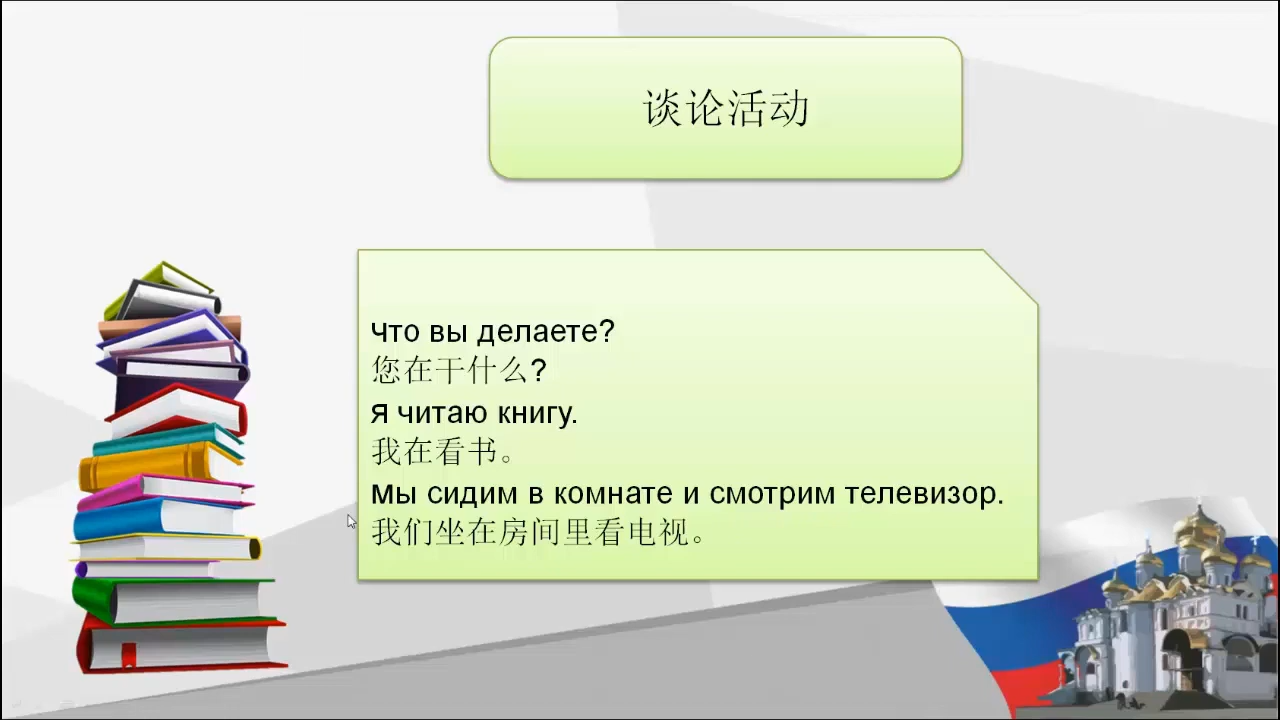 谈论活动
что вы делаете?
您在干什么?
я читаю книгу.
我在看书。
мы сидим в комнате и смотрим телевизор.
我们坐在房间里看电视。